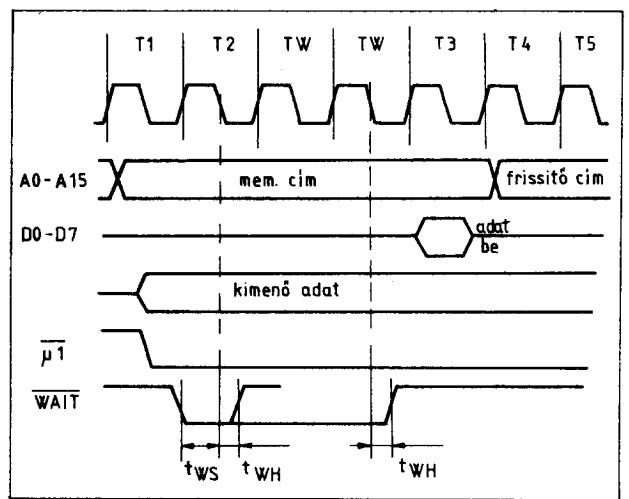 T1 T2 TW TW T3 T4 T5
A0-A15
mem. cím
frissitő cím
D0-D7
adat
be
kimenő adat
μ1
WAIT
tWS tWH tWH